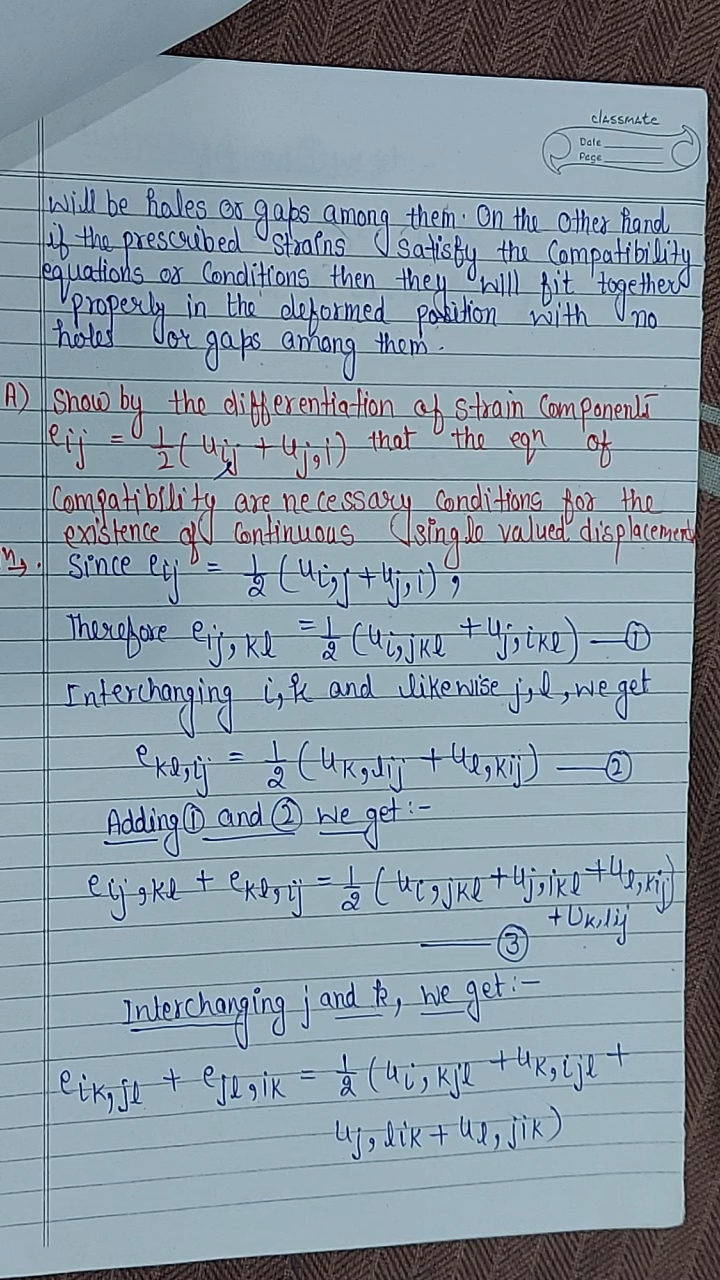 classmate
Date
Page
will be holes or gaps among them. On the other hand
if the prescribed strains satisfy the Compatibility
equations or Conditions then they will fit together
properly in the deformed position with no
holes or gaps among them.
A) Show by the differentiation of strain Components
eij = 1/2 (ui,j + uj,i) that the eqn of
Compatibility are necessary conditions for the
existence of continuous single valued displacement
Since eij = 1/2 (ui,j + uj,i),
Therefore eij,kl = 1/2 (ui,jkl + uj,ikl) — ①
Interchanging i,k and likewise j,l, we get
ekl,ij = 1/2 (uk,lij + ul,kij) — ②
Adding ① and ② we get :-
eij,kl + ekl,ij = 1/2 (ui,jkl + uj,ikl + ul,kij)
+ uk,lij
— ③
Interchanging j and k, we get :-
eik,jl + ejl,ik = 1/2 (ui,kjl + uk,ijl +
uj,lik + ul,jik)